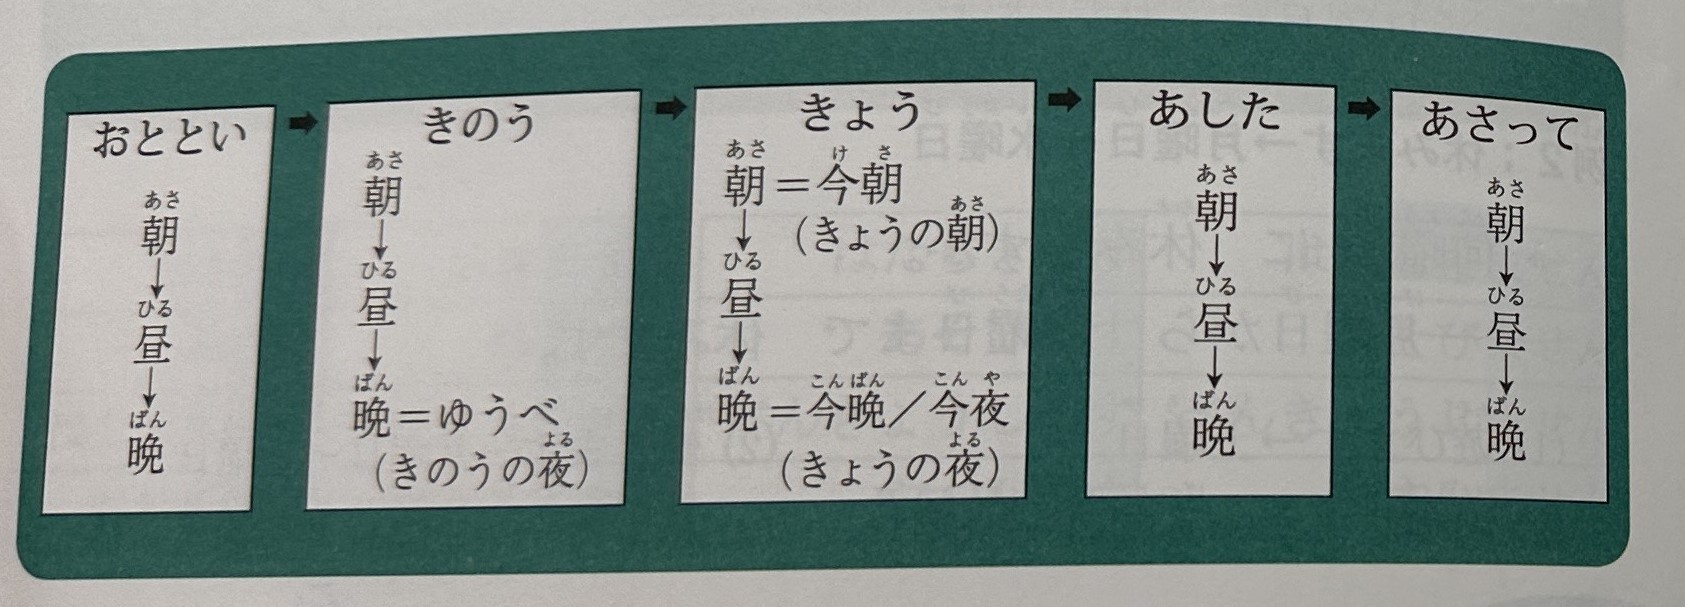 おととい
あさ
朝
↓
ひる
昼
↓
ばん
晩
➡
きのう
あさ
朝
↓
ひる
昼
↓
ばん
晩＝ゆうべ
よる
（きのうの夜）
➡
きょう
あさ け さ
朝＝今朝
あさ
↓（きょうの朝）
ひる
昼
↓
ばん こんばん こん や
晩＝今晩／今夜
よる
（きょうの夜）
➡
あした
あさ
朝
↓
ひる
昼
↓
ばん
晩
➡
あさって
あさ
朝
↓
ひる
昼
↓
ばん
晩